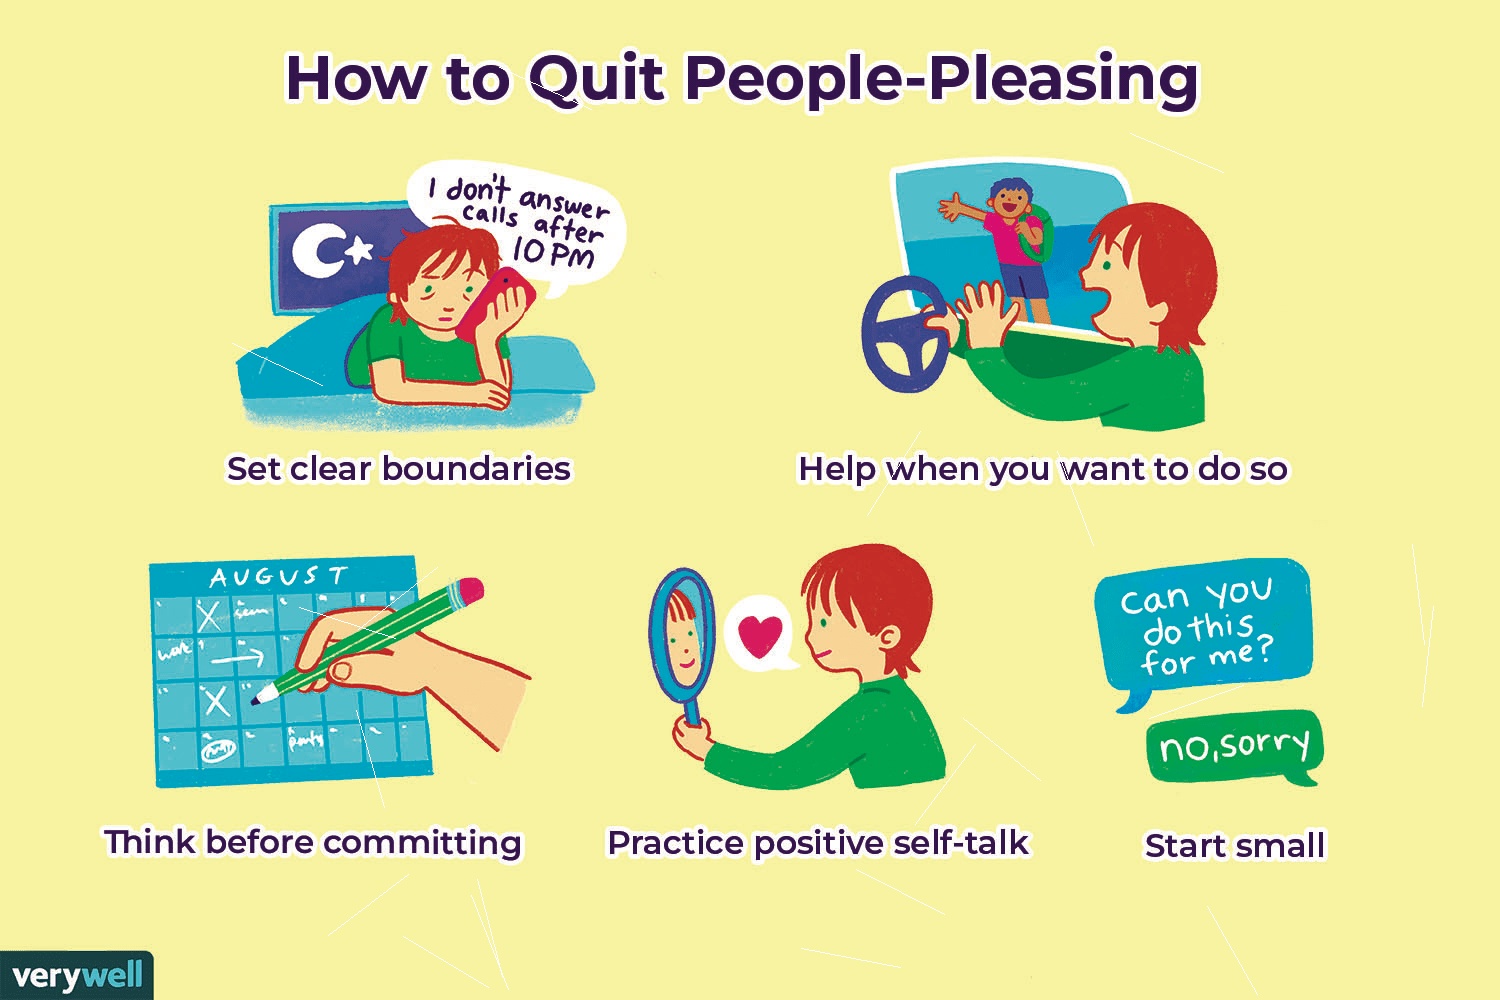 How to Quit People-Pleasing
I don't answer
calls after
10 PM
Set clear boundaries
Help when you want to do so
AUGUST
work
party
Think before committing
Practice positive self-talk
Can you
do this
for me?
no, sorry
Start small
verywell